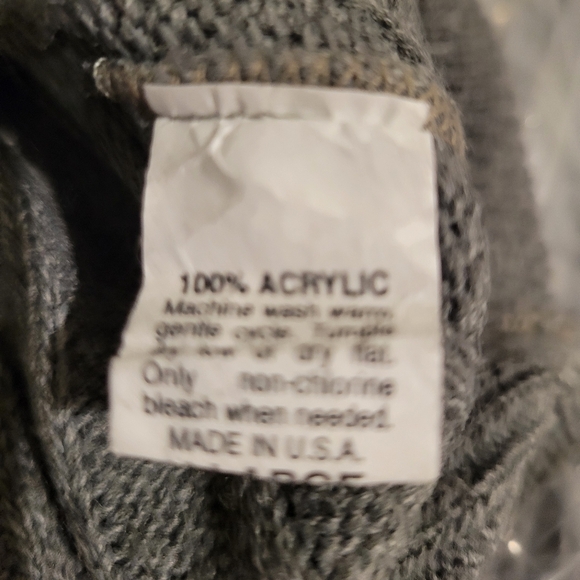 100% ACRYLIC
Machine wash warm,
gentle cycle. Tumble
dry low or dry flat.
Only non-chlorine
bleach when needed.
MADE IN U.S.A.
LARGE